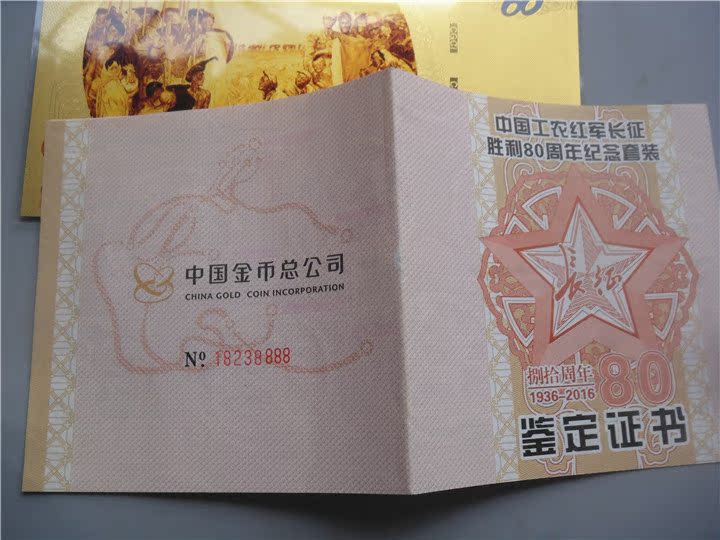 中国金币总公司
CHINA GOLD COIN INCORPORATION
Nº. 18238888
中国工农红军长征
胜利80周年纪念套装
长征
捌拾周年
1936-2016
80
鉴定证书